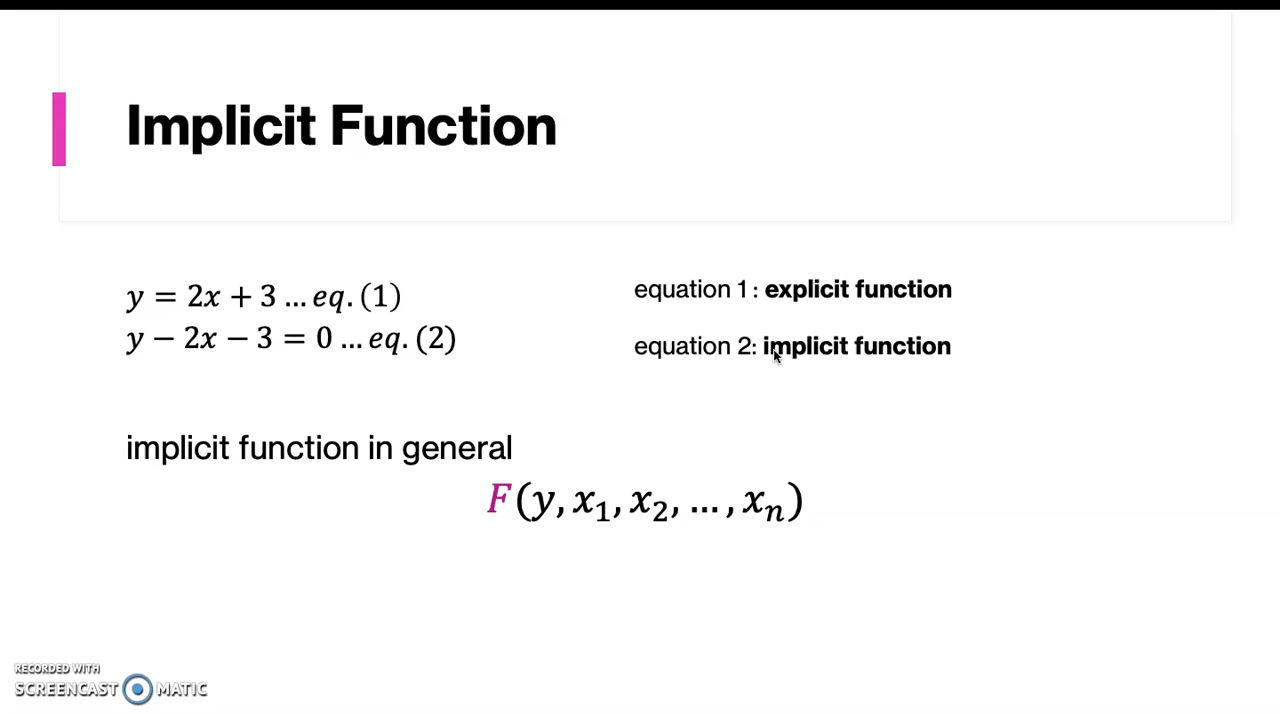 Implicit Function
y = 2x + 3 … eq. (1)
equation 1 : explicit function
y − 2x − 3 = 0 … eq. (2)
equation 2: implicit function
implicit function in general
F(y, x₁, x₂, … , xₙ)
RECORDED WITH
SCREENCAST MATIC